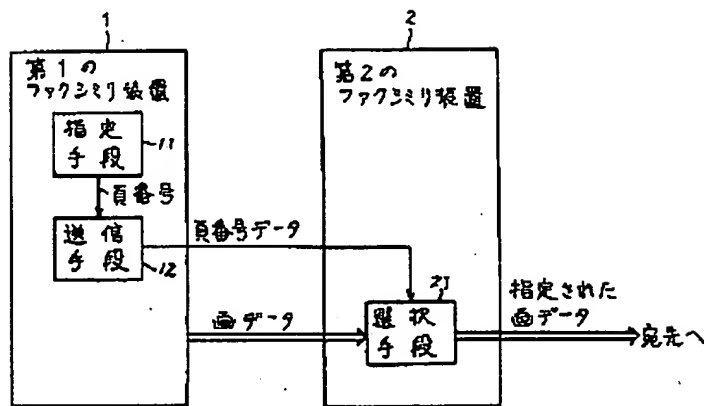 1
2
第1の
ファクシミリ装置
指定
手段
11
頁番号
送信
手段
12
第2の
ファクシミリ装置
頁番号データ
画データ
選択
手段
21
指定された
画データ
宛先へ